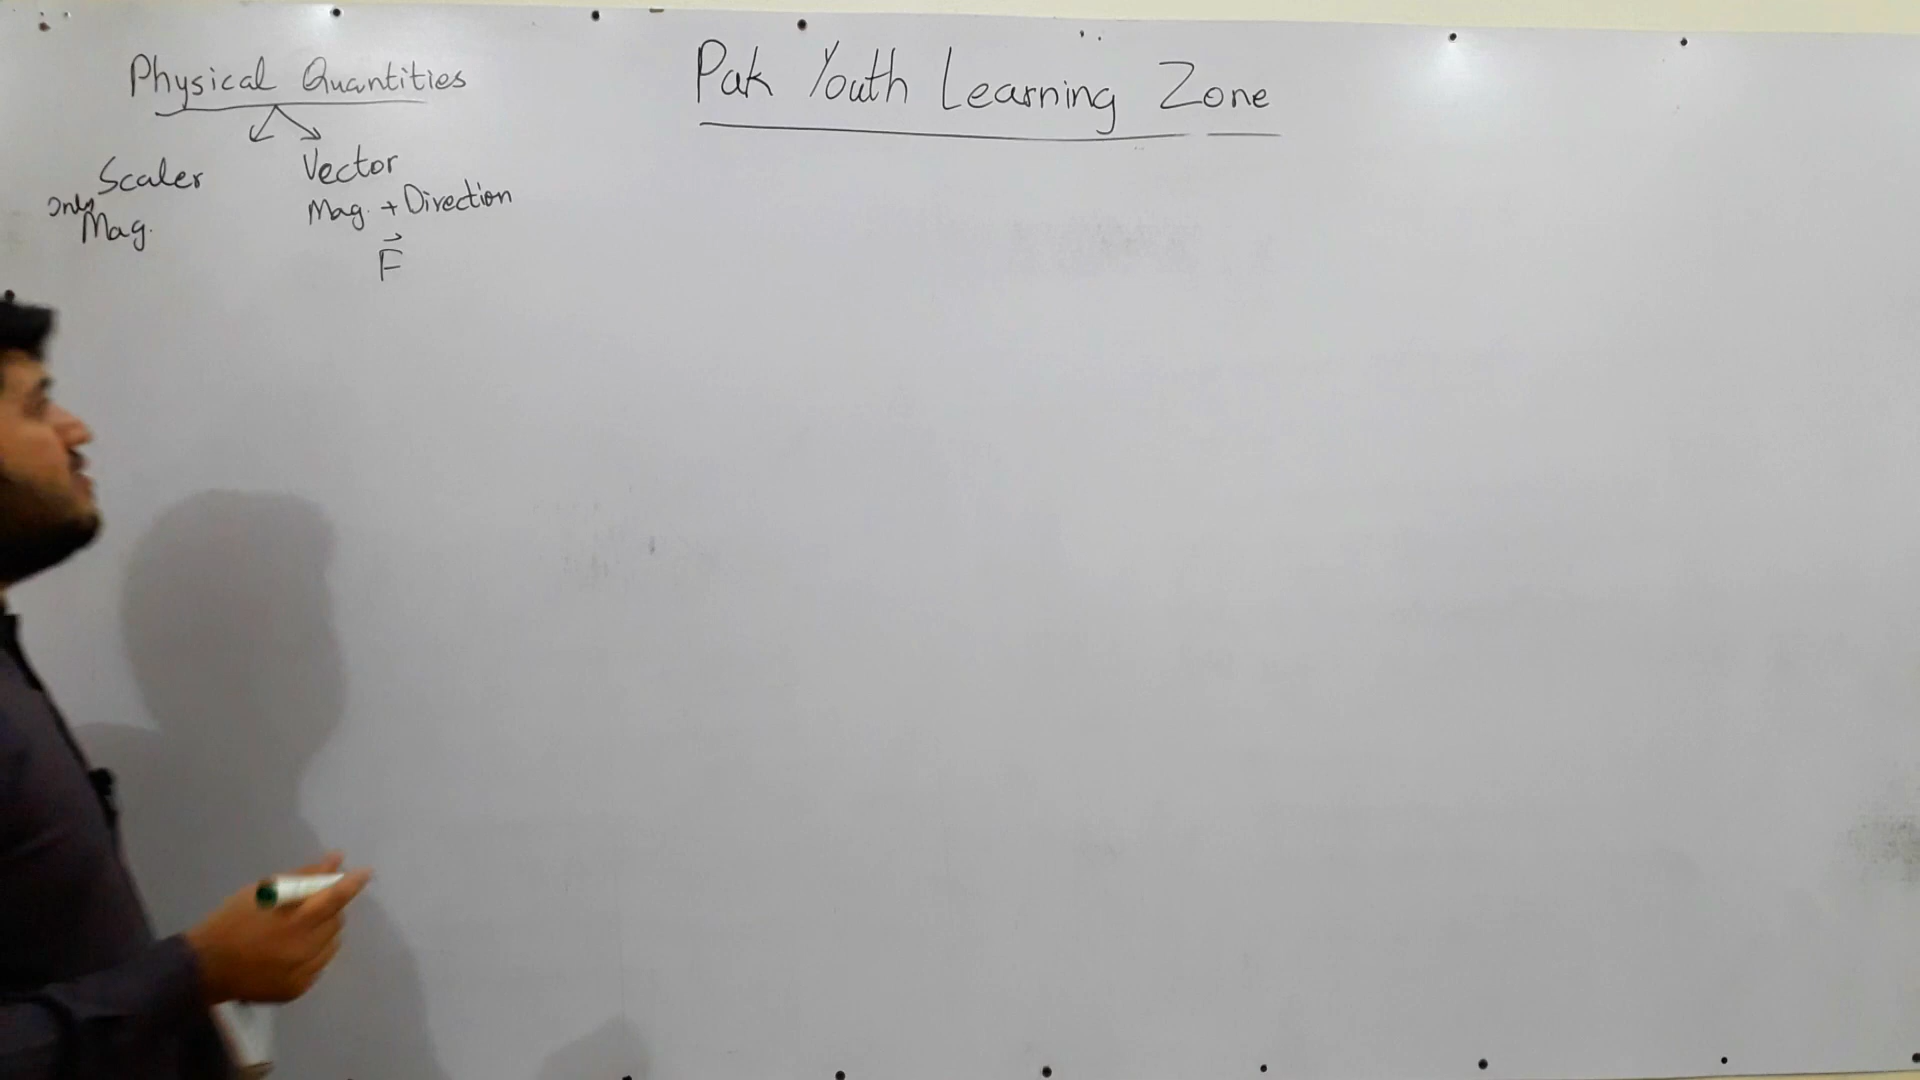 Pak Youth Learning Zone
Physical Quantities
Scaler
Only
Mag.
Vector
Mag. + Direction
F⃗